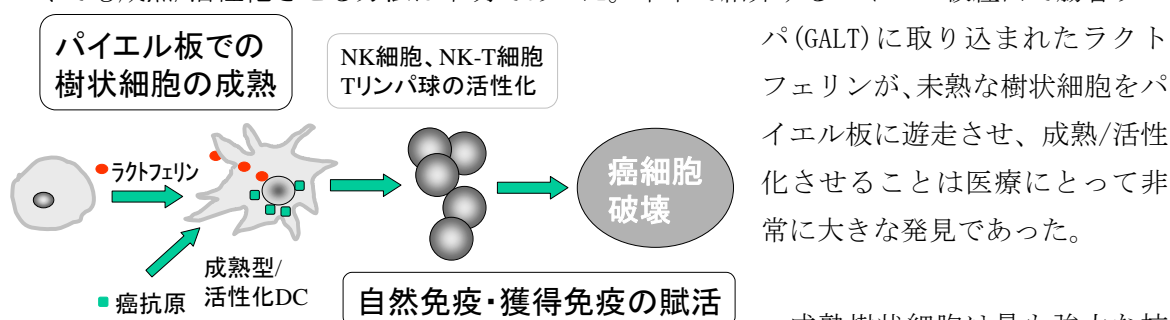 パイエル板での
樹状細胞の成熟
NK細胞、NK-T細胞
Tリンパ球の活性化
ラクトフェリン
癌細胞
破壊
成熟型/
活性化DC
癌抗原
自然免疫・獲得免疫の賦活
パ(GALT)に取り込まれたラクト
フェリンが、未熟な樹状細胞をパ
イエル板に遊走させ、成熟/活性
化させることは医療にとって非
常に大きな発見であった。